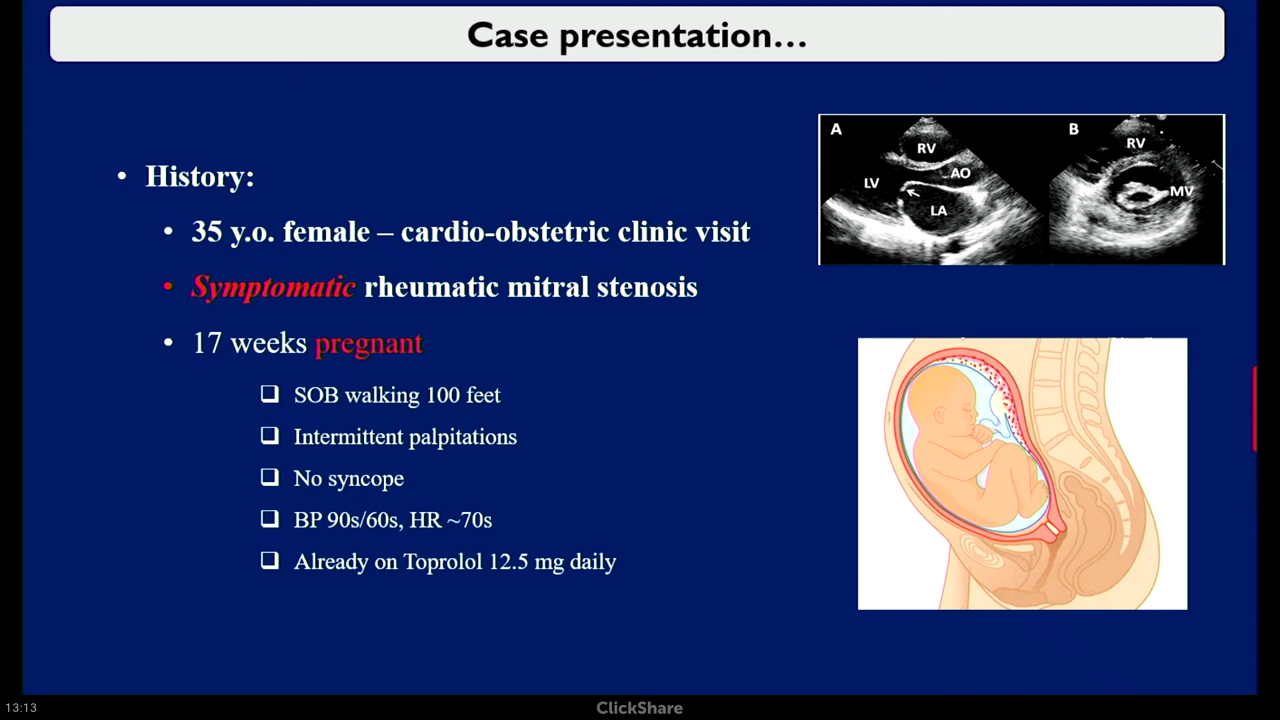 Case presentation…
• History:
• 35 y.o. female – cardio-obstetric clinic visit
• Symptomatic rheumatic mitral stenosis
• 17 weeks pregnant
❑ SOB walking 100 feet
❑ Intermittent palpitations
❑ No syncope
❑ BP 90s/60s, HR ~70s
❑ Already on Toprolol 12.5 mg daily
A
RV
LV
AO
LA
B
RV
MV
13:13
ClickShare